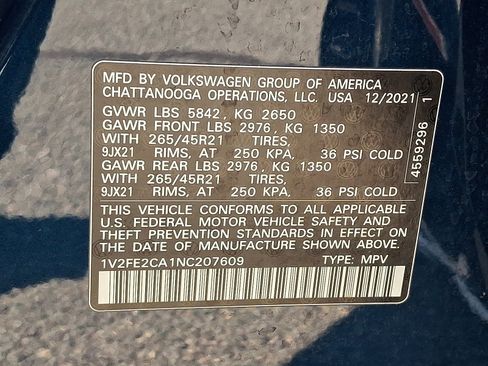 MFD BY VOLKSWAGEN GROUP OF AMERICA
CHATTANOOGA OPERATIONS, LLC. USA 12/2021
GVWR LBS 5842, KG 2650
GAWR FRONT LBS 2976, KG 1350
WITH 265/45R21 TIRES,
9JX21 RIMS, AT 250 KPA, 36 PSI COLD
GAWR REAR LBS 2976, KG 1350
WITH 265/45R21 TIRES,
9JX21 RIMS, AT 250 KPA, 36 PSI COLD
THIS VEHICLE CONFORMS TO ALL APPLICABLE
U.S. FEDERAL MOTOR VEHICLE SAFETY AND
THEFT PREVENTION STANDARDS IN EFFECT ON
THE DATE OF MANUFACTURE SHOWN ABOVE.
1V2FE2CA1NC207609 TYPE: MPV
4559296 1